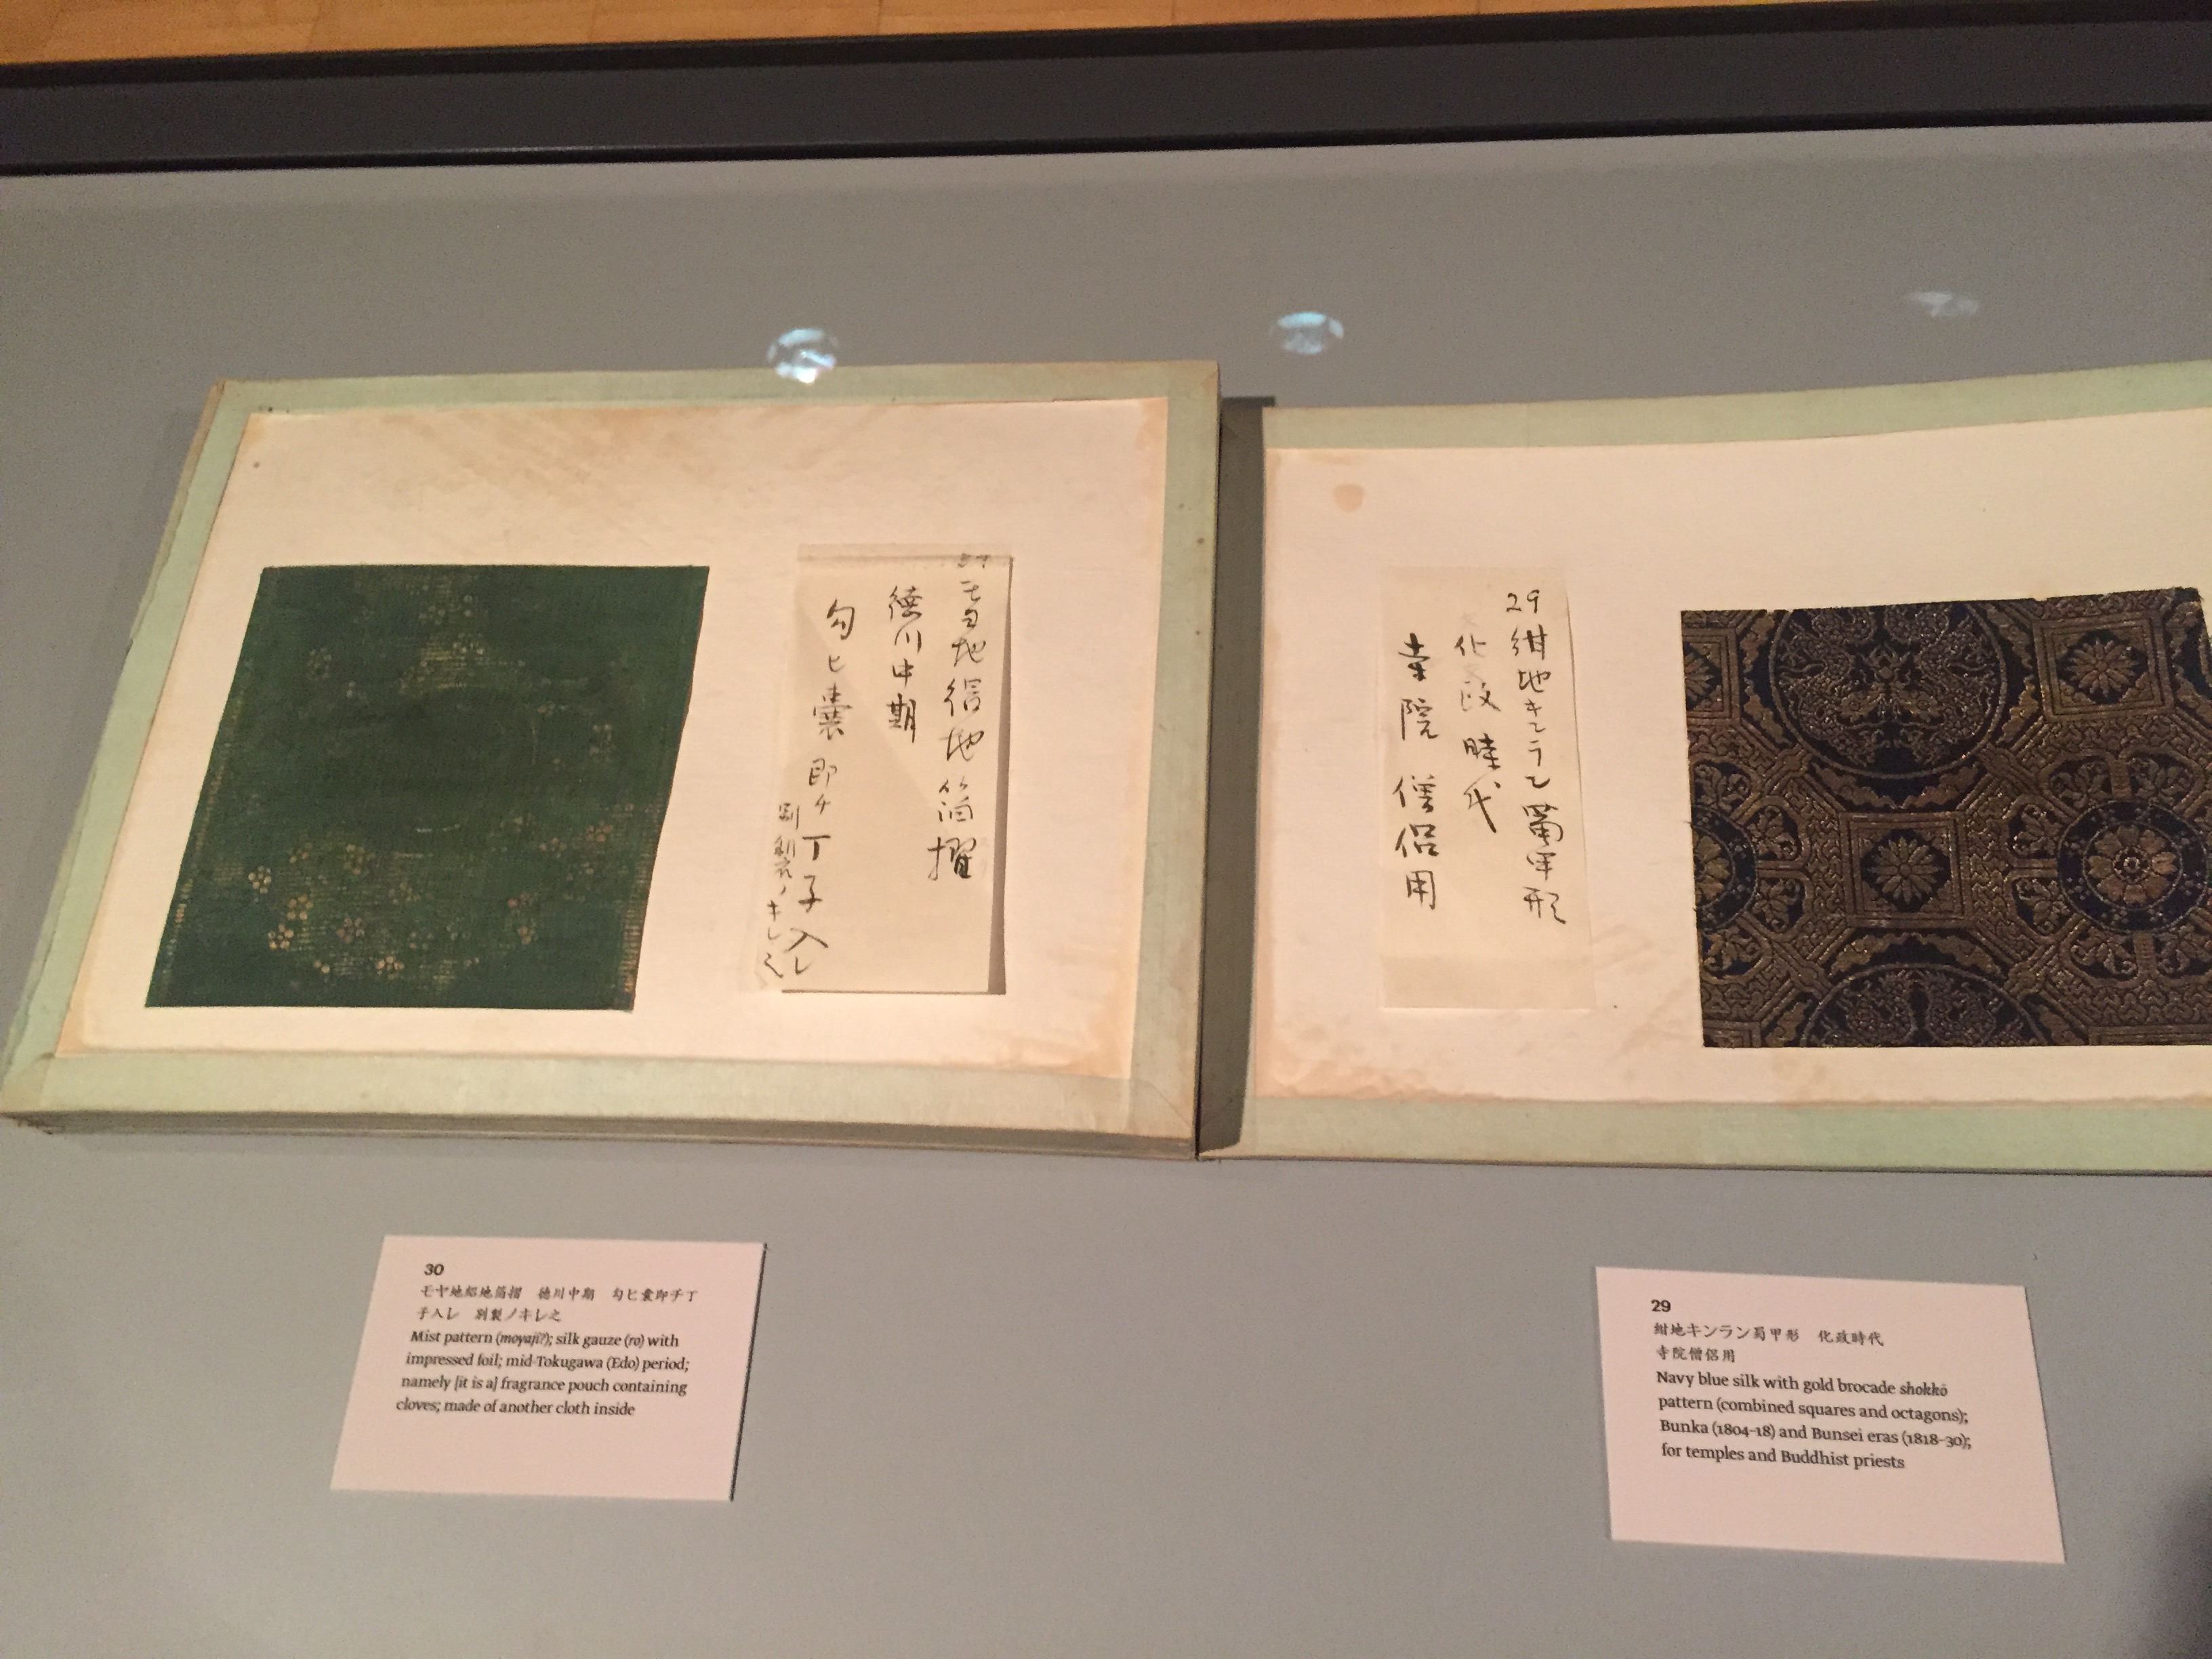 モヤ地絽地箔摺
徳川中期
匂ヒ嚢即チ丁子入レ
別製ノキレ之
29 紺地キンラン蜀甲形
化政時代
寺院僧侶用
30
モヤ地絽地箔摺　徳川中期　匂ヒ嚢即チ丁
子入レ　別製ノキレ之
Mist pattern (moyaji?); silk gauze (ro) with
impressed foil; mid-Tokugawa (Edo) period;
namely [it is a] fragrance pouch containing
cloves; made of another cloth inside
29
紺地キンラン蜀甲形　化政時代
寺院僧侶用
Navy blue silk with gold brocade shokkō
pattern (combined squares and octagons);
Bunka (1804-18) and Bunsei eras (1818-30);
for temples and Buddhist priests